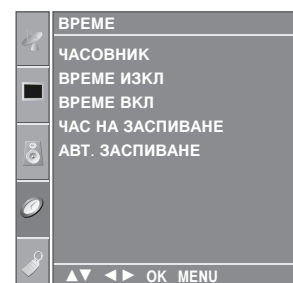 ВРЕМЕ
ЧАСОВНИК
ВРЕМЕ ИЗКЛ
ВРЕМЕ ВКЛ
ЧАС НА ЗАСПИВАНЕ
АВТ. ЗАСПИВАНЕ
▲▼ ◄► OK MENU